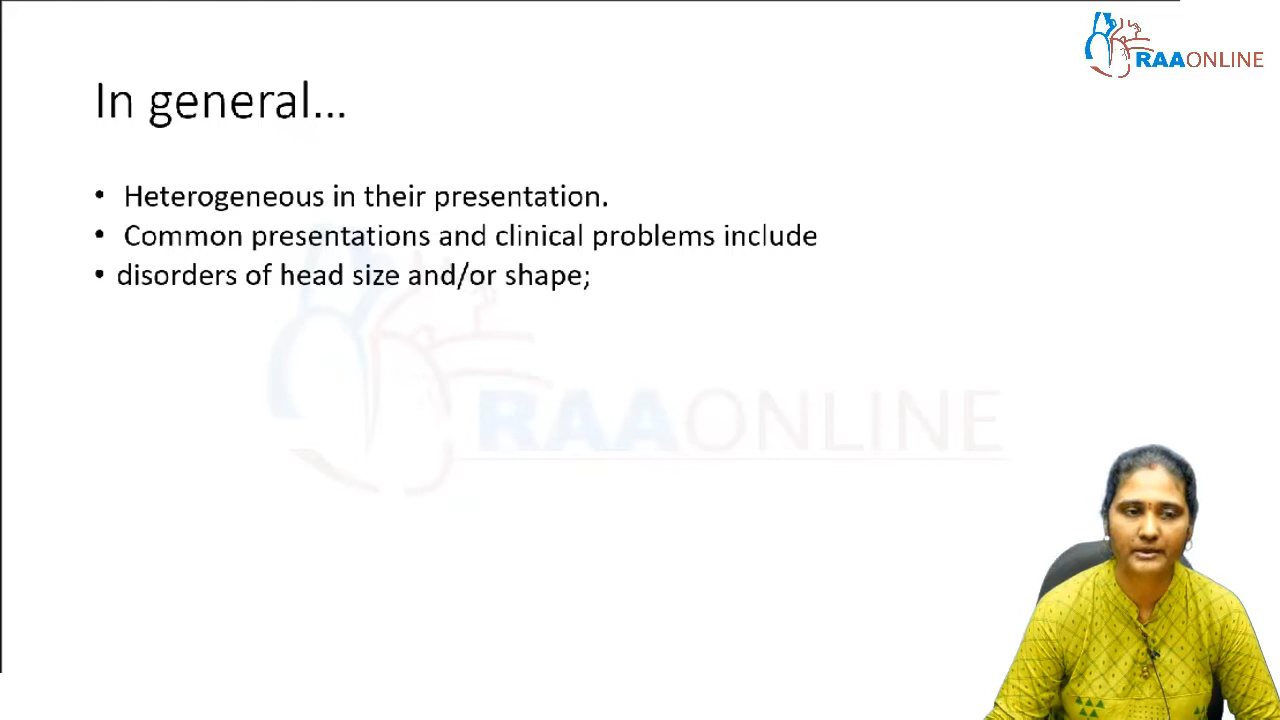 RAAONLINE
In general...
• Heterogeneous in their presentation.
• Common presentations and clinical problems include
• disorders of head size and/or shape;
RAAONLINE